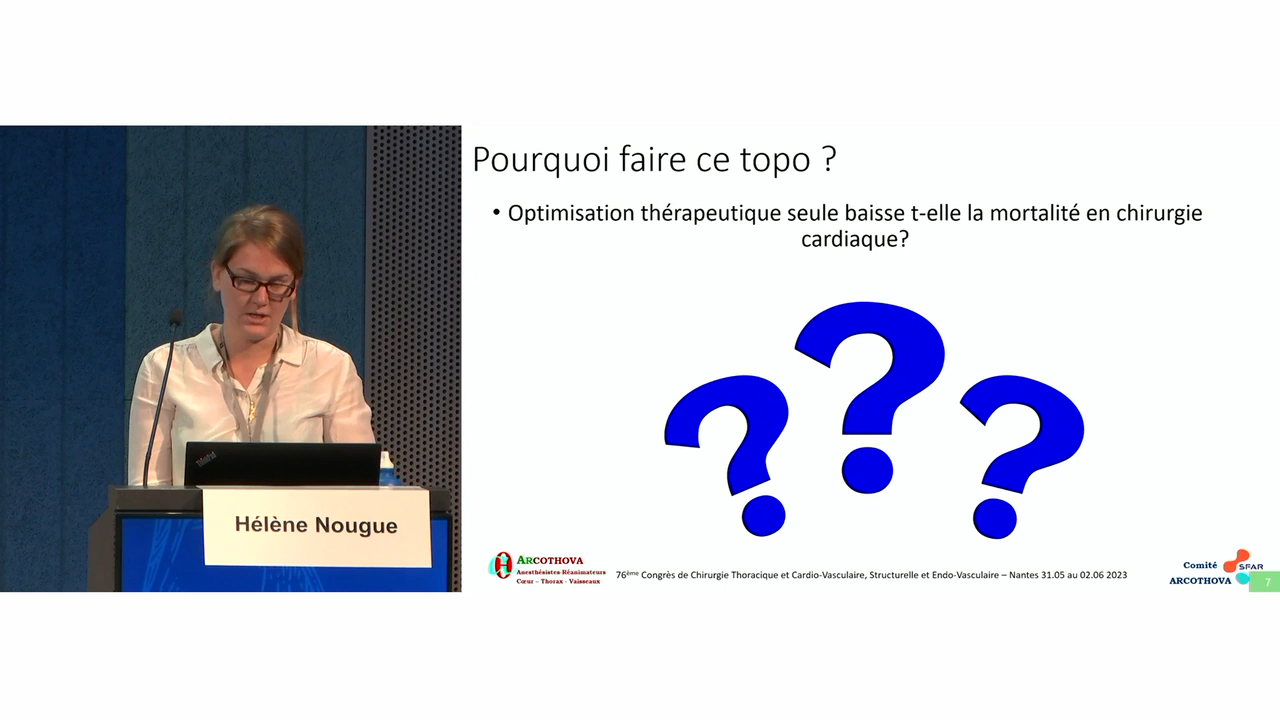 Pourquoi faire ce topo ?
• Optimisation thérapeutique seule baisse t-elle la mortalité en chirurgie
cardiaque?
? ? ?
ThinkPad
Hélène Nougue
ARCOTHOVA
Anesthésistes-Réanimateurs
Cœur - Thorax - Vaisseaux
76ème Congrès de Chirurgie Thoracique et Cardio-Vasculaire, Structurelle et Endo-Vasculaire – Nantes 31.05 au 02.06 2023
Comité
ARCOTHOVA
SFAR
7